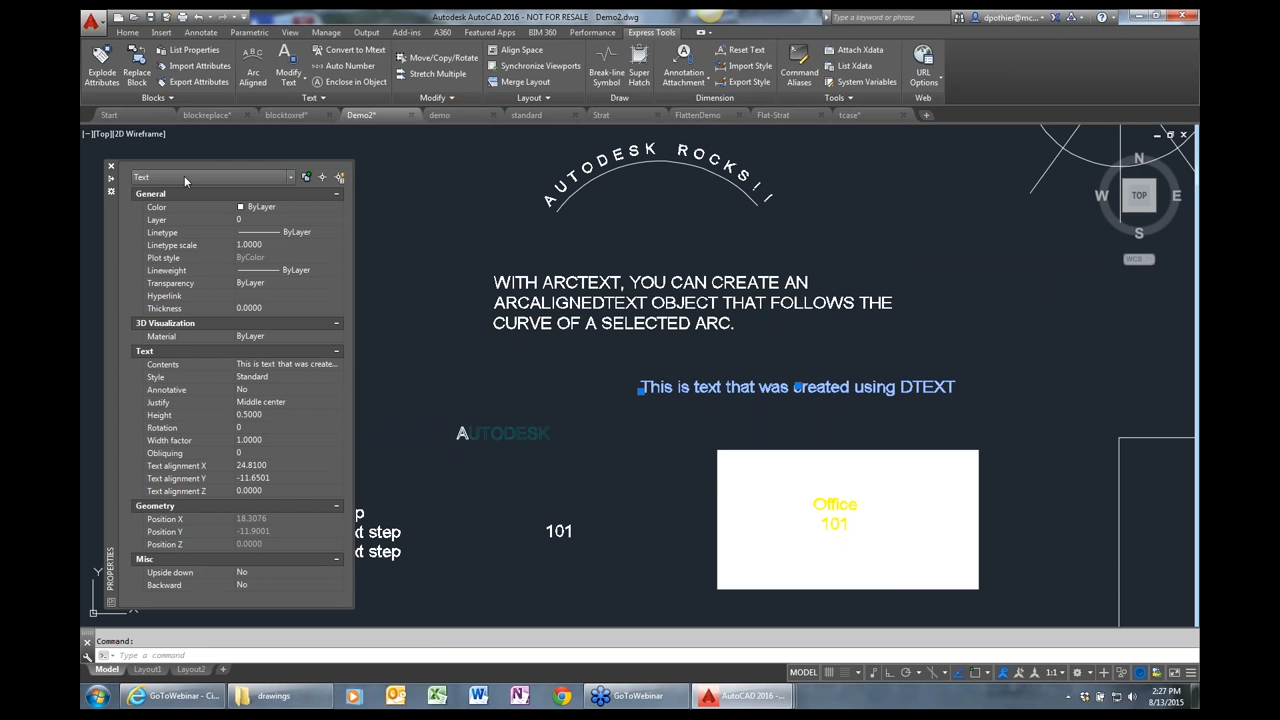 Autodesk AutoCAD 2016 - NOT FOR RESALE Demo2.dwg
Type a keyword or phrase
dpothier@mc...
Home Insert Annotate Parametric View Manage Output Add-ins A360 Featured Apps BIM 360 Performance Express Tools
Explode Attributes
Replace Block
List Properties
Import Attributes
Export Attributes
Arc Aligned
Modify Text
Convert to Mtext
Auto Number
Enclose in Object
Move/Copy/Rotate
Stretch Multiple
Align Space
Synchronize Viewports
Merge Layout
Break-line Symbol
Super Hatch
Annotation Attachment
Reset Text
Import Style
Export Style
Command Aliases
Attach Xdata
List Xdata
System Variables
URL Options
Blocks Text Modify Layout Draw Dimension Tools Web
Start blockreplace* blocktoxref* Demo2* demo standard Strat FlattenDemo Flat-Strat tcase*
[−][Top][2D Wireframe]
AUTODESK ROCKS!!
N
W TOP E
S
WCS
Text
General
Color ByLayer
Layer 0
Linetype ByLayer
Linetype scale 1.0000
Plot style ByColor
Lineweight ByLayer
Transparency ByLayer
Hyperlink
Thickness 0.0000
3D Visualization
Material ByLayer
Text
Contents This is text that was create...
Style Standard
Annotative No
Justify Middle center
Height 0.5000
Rotation 0
Width factor 1.0000
Obliquing 0
Text alignment X 24.8100
Text alignment Y -11.6501
Text alignment Z 0.0000
Geometry
Position X 18.3076
Position Y -11.9001
Position Z 0.0000
Misc
Upside down No
Backward No
PROPERTIES
WITH ARCTEXT, YOU CAN CREATE AN
ARCALIGNEDTEXT OBJECT THAT FOLLOWS THE
CURVE OF A SELECTED ARC.
This is text that was created using DTEXT
AUTODESK
p
xt step
xt step
101
Office
101
Y
X
Command:
Type a command
Model Layout1 Layout2 +
MODEL 1:1
GoToWebinar - Ci... drawings GoToWebinar AutoCAD 2016 -...
2:27 PM
8/13/2015